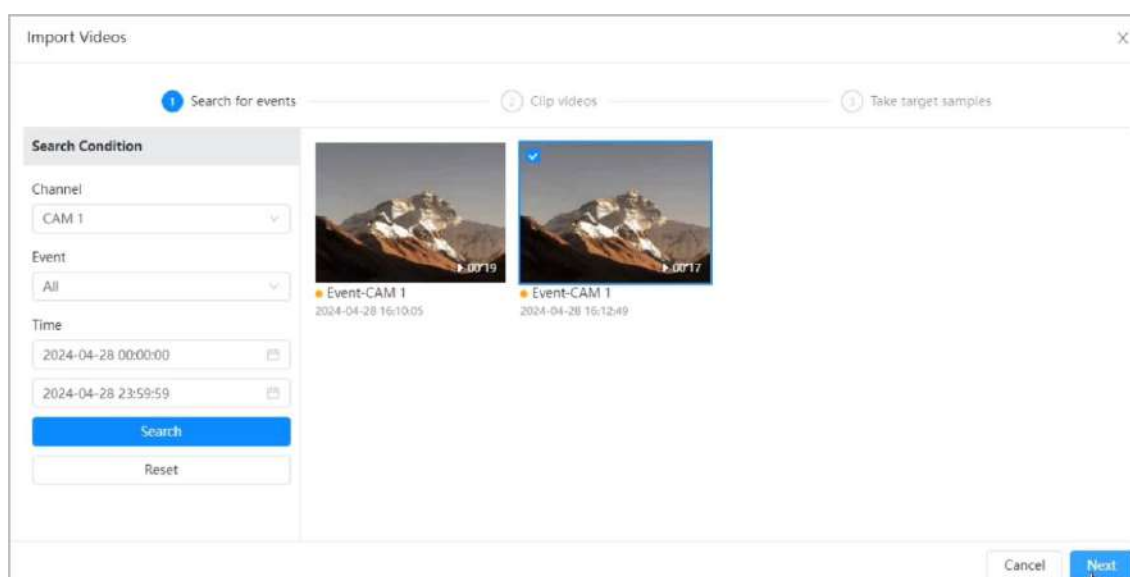 Import Videos
1 Search for events
2 Clip videos
3 Take target samples
Search Condition
Channel
CAM 1
Event
All
Time
2024-04-28 00:00:00
2024-04-28 23:59:59
Search
Reset
00'19
Event-CAM 1
2024-04-28 16:10:05
00'17
Event-CAM 1
2024-04-28 16:12:49
Cancel
Next